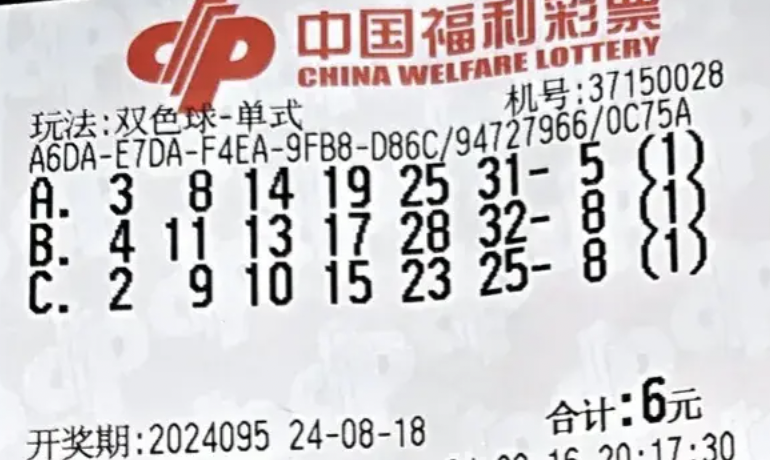 中国福利彩票
CHINA WELFARE LOTTERY
玩法:双色球-单式 机号:37150028
A6DA-E7DA-F4EA-9FB8-D86C/94727966/0C75A
A. 3 8 14 19 25 31- 5 (1)
B. 4 11 13 17 28 32- 8 (1)
C. 2 9 10 15 23 25- 8 (1)
合计:6元
开奖期:2024095 24-08-18
16 20:17:30